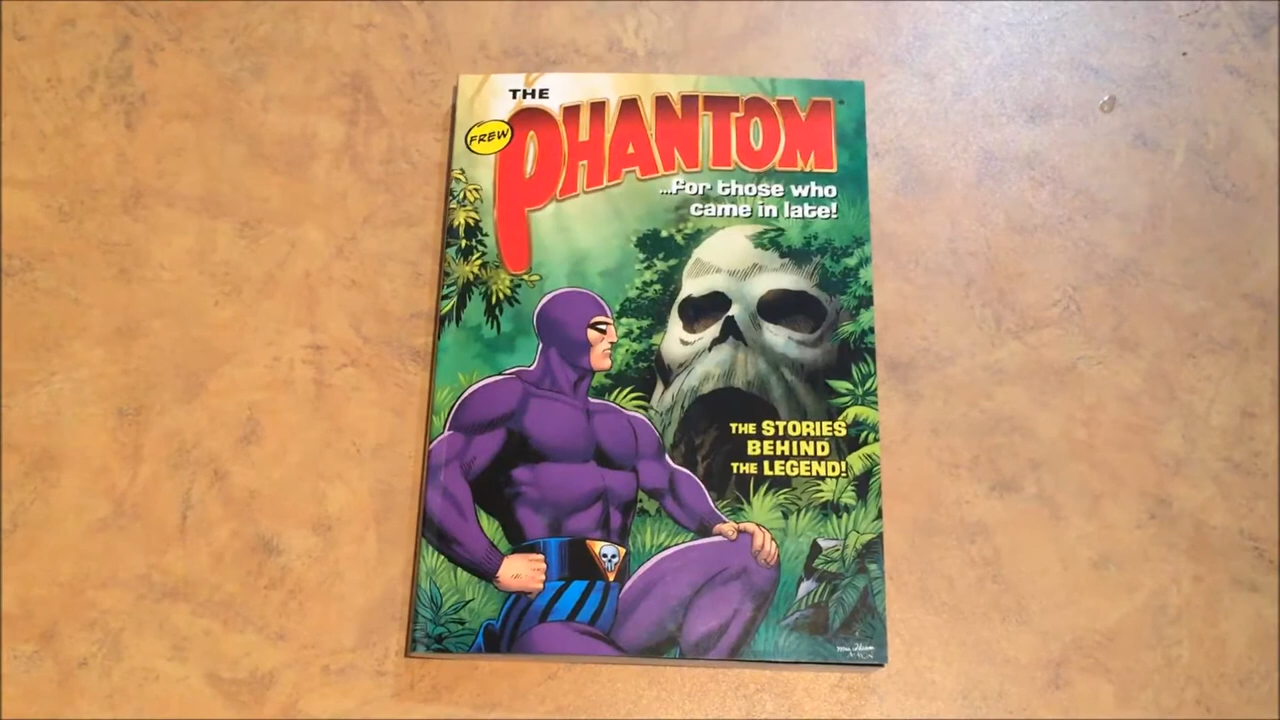 THE
FREW
PHANTOM
...for those who
came in late!
THE STORIES
BEHIND
THE LEGEND!